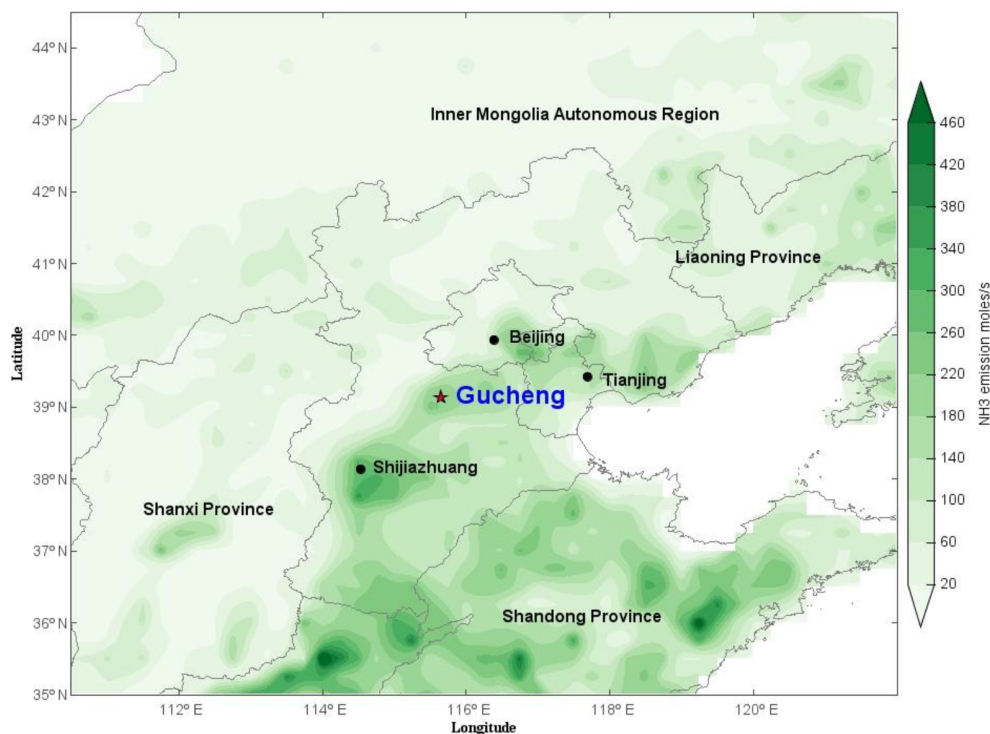 44° N
43° N
42° N
41° N
40° N
39° N
38° N
37° N
36° N
35° N
Latitude
112° E
114° E
116° E
118° E
120° E
Longitude
Inner Mongolia Autonomous Region
Liaoning Province
Beijing
Tianjing
Gucheng
Shijiazhuang
Shanxi Province
Shandong Province
460
420
380
340
300
260
220
180
140
100
60
20
NH3 emission moles/s